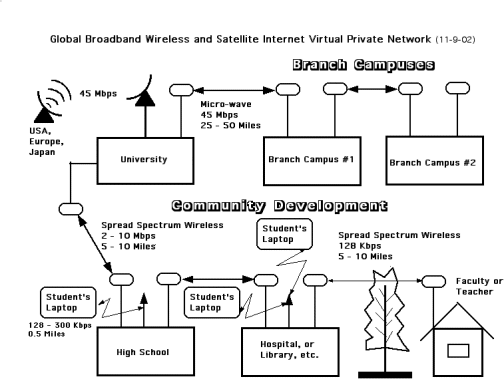 Global Broadband Wireless and Satellite Internet Virtual Private Network (11-9-02)
Branch Campuses
45 Mbps
Micro-wave
45 Mbps
25 - 50 Miles
USA,
Europe,
Japan
University
Branch Campus #1
Branch Campus #2
Community Development
Spread Spectrum Wireless
2 - 10 Mbps
5 - 10 Miles
Student's
Laptop
Spread Spectrum Wireless
128 Kbps
5 - 10 Miles
Student's
Laptop
Student's
Laptop
Faculty or
Teacher
128 - 300 Kbps
0.5 Miles
High School
Hospital, or
Library, etc.